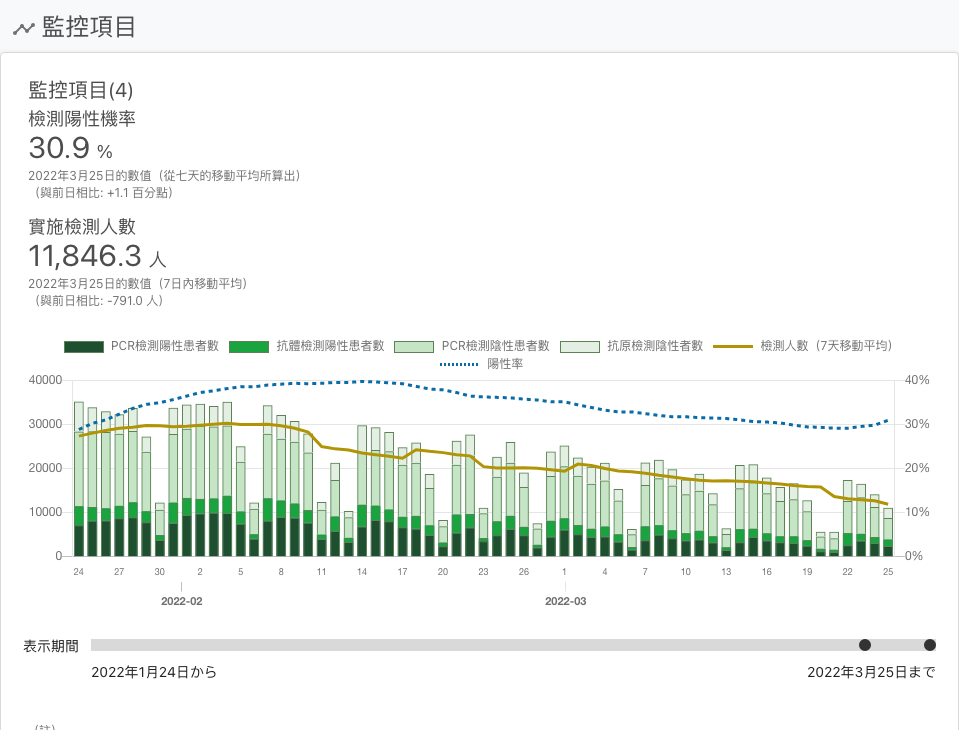 監控項目
監控項目(4)
檢測陽性機率
30.9 %
2022年3月25日的數值（從七天的移動平均所算出）
（與前日相比: +1.1 百分點）
實施檢測人數
11,846.3 人
2022年3月25日的數值（7日內移動平均）
（與前日相比: -791.0 人）
PCR檢測陽性患者數 抗體檢測陽性患者數 PCR檢測陰性患者數 抗原檢測陰性者數 檢測人數（7天移動平均）
陽性率
40000 40%
30000 30%
20000 20%
10000 10%
0 0%
24 27 30 2 5 8 11 14 17 20 23 26 1 4 7 10 13 16 19 22 25
2022-02 2022-03
表示期間
2022年1月24日から 2022年3月25日まで
（註）